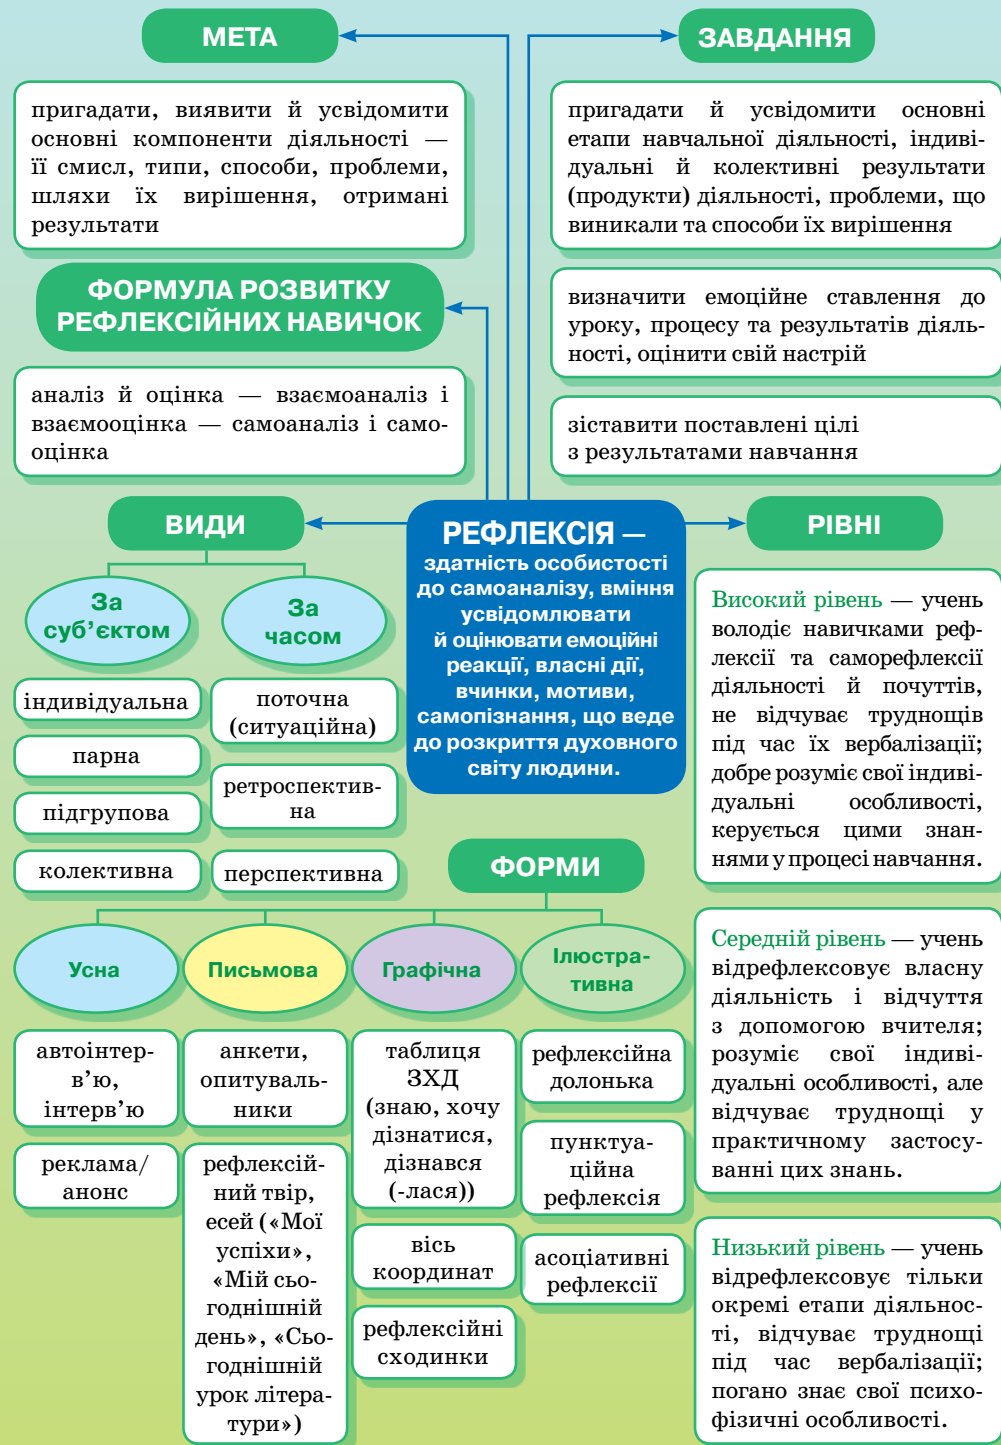 МЕТА
пригадати, виявити й усвідомити
основні компоненти діяльності —
її смисл, типи, способи, проблеми,
шляхи їх вирішення, отримані
результати
ЗАВДАННЯ
пригадати й усвідомити основні
етапи навчальної діяльності, індиві-
дуальні й колективні результати
(продукти) діяльності, проблеми, що
виникали та способи їх вирішення
визначити емоційне ставлення до
уроку, процесу та результатів діяль-
ності, оцінити свій настрій
зіставити поставлені цілі
з результатами навчання
ФОРМУЛА РОЗВИТКУ
РЕФЛЕКСІЙНИХ НАВИЧОК
аналіз й оцінка — взаємоаналіз і
взаємооцінка — самоаналіз і само-
оцінка
РЕФЛЕКСІЯ —
здатність особистості
до самоаналізу, вміння
усвідомлювати
й оцінювати емоційні
реакції, власні дії,
вчинки, мотиви,
самопізнання, що веде
до розкриття духовного
світу людини.
ВИДИ
За
суб’єктом
індивідуальна
парна
підгрупова
колективна
За
часом
поточна
(ситуаційна)
ретроспектив-
на
перспективна
РІВНІ
Високий рівень — учень
володіє навичками реф-
лексії та саморефлексії
діяльності й почуттів,
не відчуває труднощів
під час їх вербалізації;
добре розуміє свої індиві-
дуальні особливості,
керується цими знан-
нями у процесі навчання.
Середній рівень — учень
відрефлексовує власну
діяльність і відчуття
з допомогою вчителя;
розуміє свої індиві-
дуальні особливості, але
відчуває труднощі у
практичному застосу-
ванні цих знань.
Низький рівень — учень
відрефлексовує тільки
окремі етапи діяльнос-
ті, відчуває труднощі
під час вербалізації;
погано знає свої психо-
фізичні особливості.
ФОРМИ
Усна
автоінтер-
в’ю,
інтерв’ю
реклама/
анонс
Письмова
анкети,
опитуваль-
ники
рефлексій-
ний твір,
есей («Мої
успіхи»,
«Мій сьо-
годнішній
день», «Сьо-
годнішній
урок літера-
тури»)
Графічна
таблиця
ЗХД
(знаю, хочу
дізнатися,
дізнався
(-лася))
вісь
координат
рефлексійні
сходинки
Ілюстра-
тивна
рефлексійна
долонька
пунктуа-
ційна
рефлексія
асоціативні
рефлексії